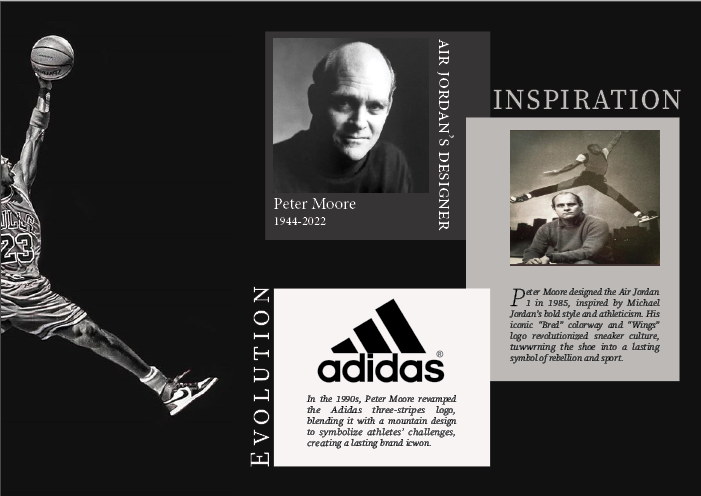 AIR JORDAN'S DESIGNER
Peter Moore
1944-2022
INSPIRATION
Peter Moore designed the Air Jordan
1 in 1985, inspired by Michael
Jordan's bold style and athleticism. His
iconic "Bred" colorway and "Wings"
logo revolutionized sneaker culture,
tuwwrning the shoe into a lasting
symbol of rebellion and sport.
EVOLUTION
adidas®
In the 1990s, Peter Moore revamped
the Adidas three-stripes logo,
blending it with a mountain design
to symbolize athletes' challenges,
creating a lasting brand icwon.
23